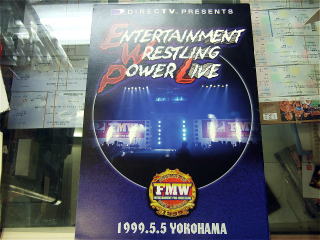 DIRECTV. PRESENTS
ENTERTAINMENT
WRESTLING
POWER LIVE
FMW
1999.5.5 YOKOHAMA